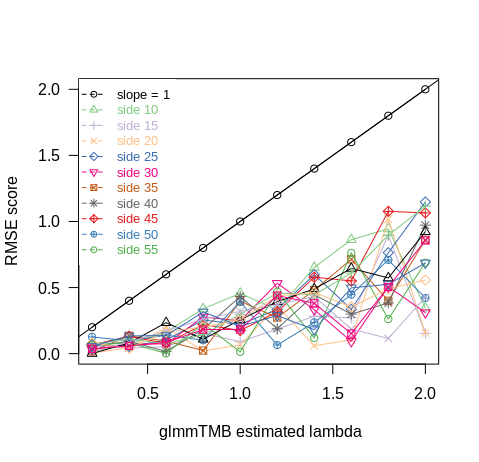 2.0
1.5
1.0
0.5
0.0
RMSE score
slope = 1
side 10
side 15
side 20
side 25
side 30
side 35
side 40
side 45
side 50
side 55
0.5 1.0 1.5 2.0
glmmTMB estimated lambda